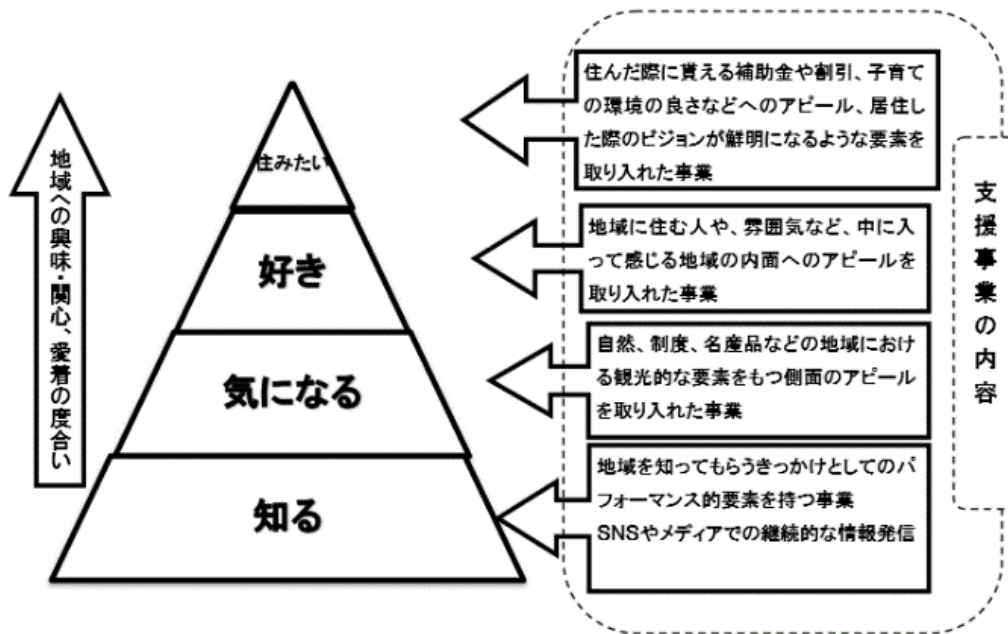 地域への興味・関心、愛着の度合い
住みたい
好き
気になる
知る
住んだ際に貰える補助金や割引、子育て
の環境の良さなどへのアピール、居住し
た際のビジョンが鮮明になるような要素を
取り入れた事業
地域に住む人や、雰囲気など、中に入
って感じる地域の内面へのアピールを
取り入れた事業
自然、制度、名産品などの地域におけ
る観光的な要素をもつ側面のアピール
を取り入れた事業
地域を知ってもらうきっかけとしてのパ
フォーマンス的要素を持つ事業
SNSやメディアでの継続的な情報発信
支援事業の内容